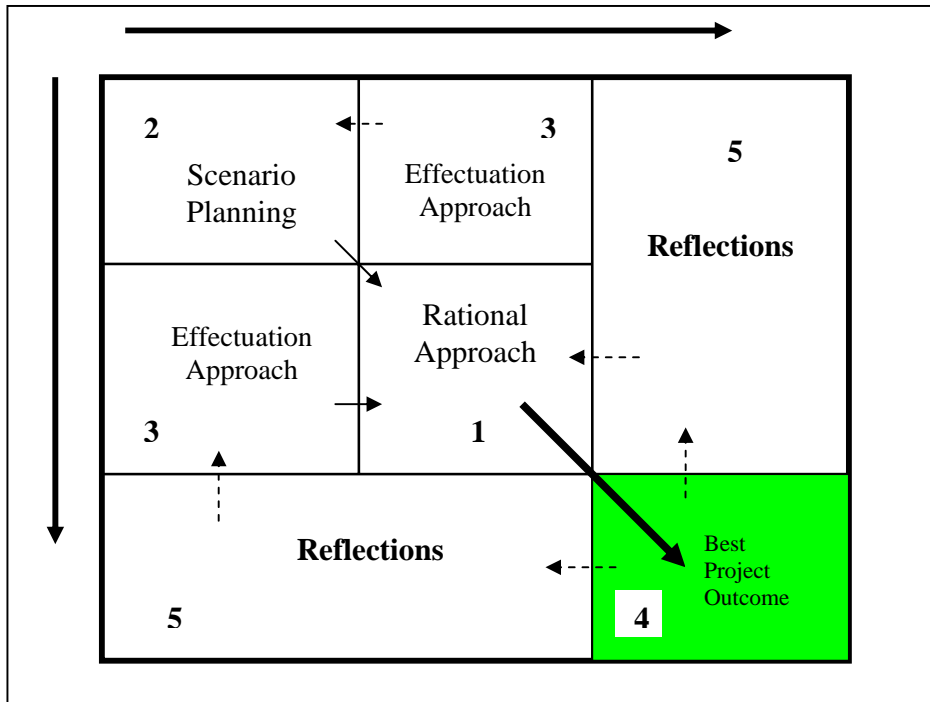 2
Scenario
Planning
3
Effectuation
Approach
5
Reflections
Effectuation
Approach
3
Rational
Approach
1
Reflections
5
Best
Project
Outcome
4